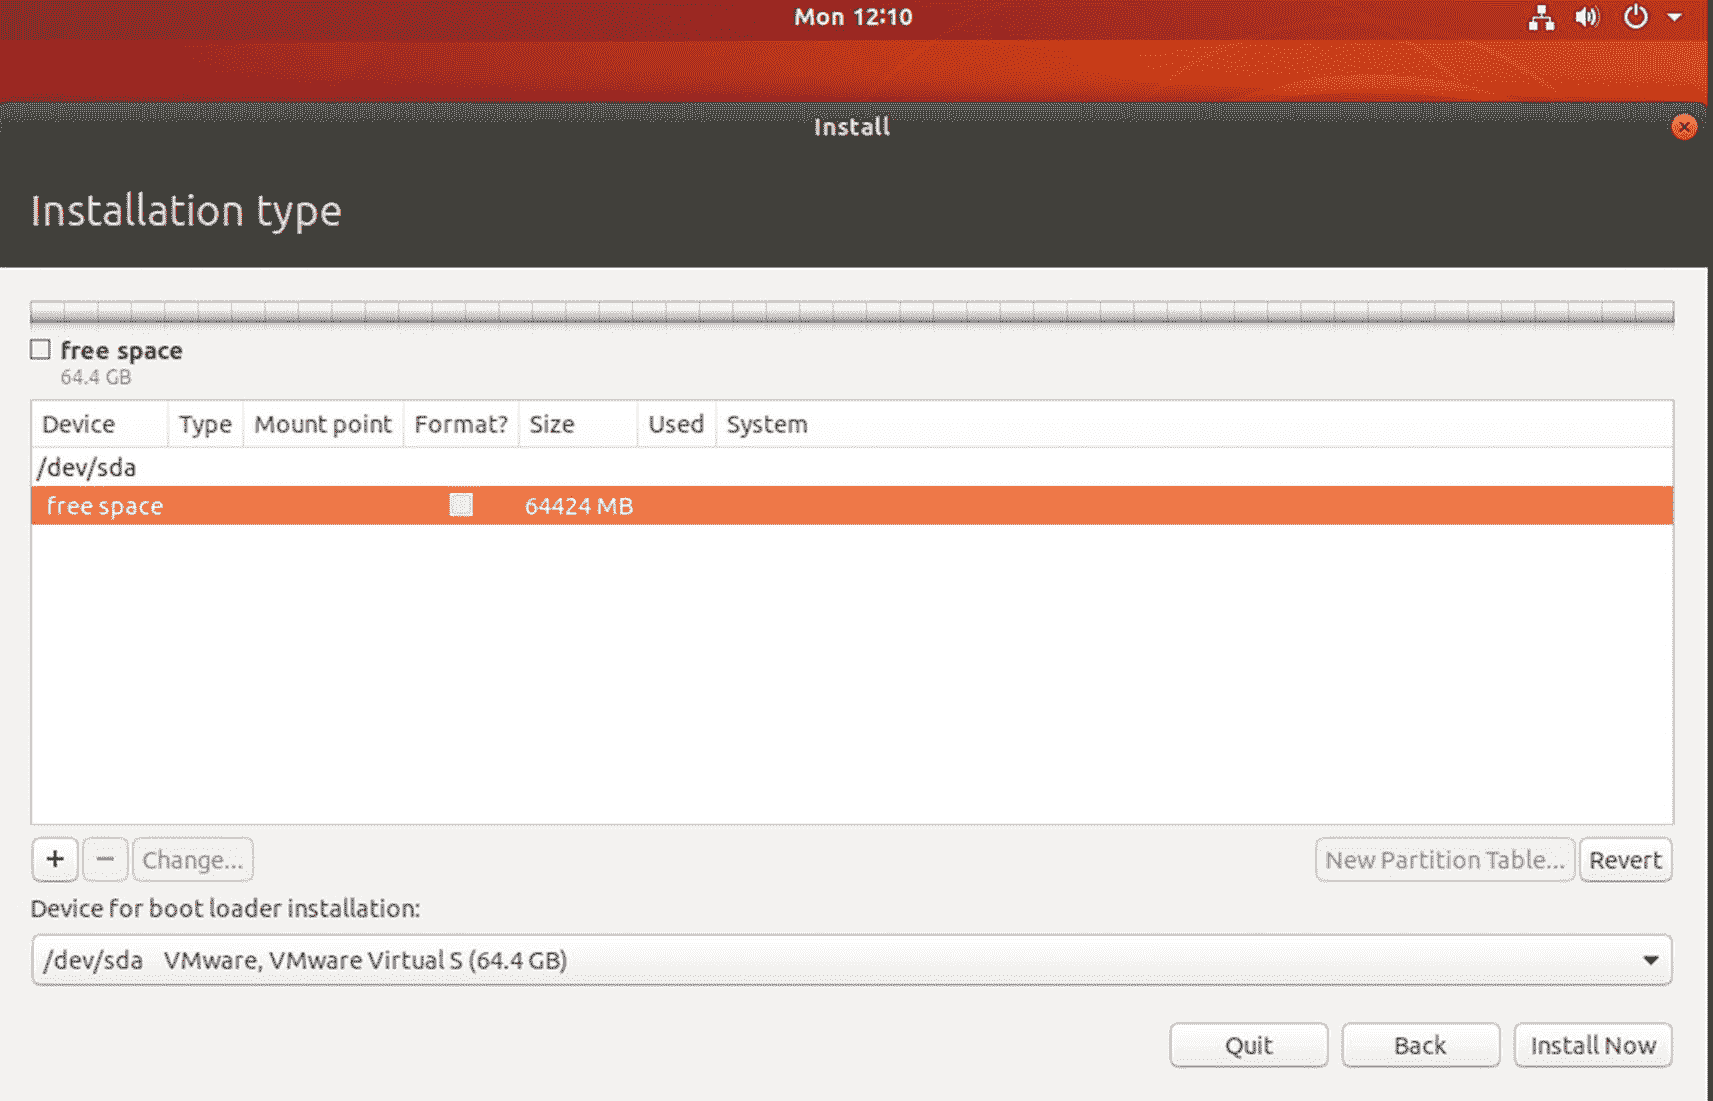 Mon 12:10
Install
Installation type
free space
64.4 GB
Device Type Mount point Format? Size Used System
/dev/sda
free space 64424 MB
+ − Change... New Partition Table... Revert
Device for boot loader installation:
/dev/sda VMware, VMware Virtual S (64.4 GB)
Quit Back Install Now